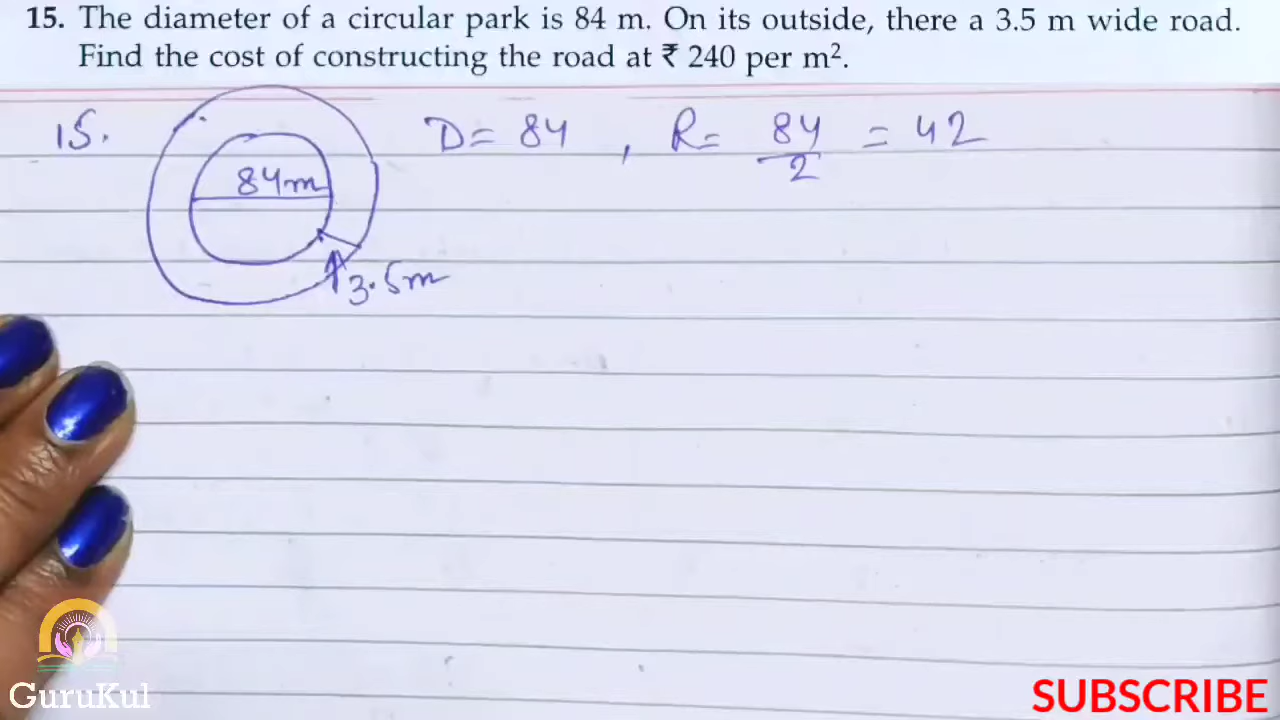 15. The diameter of a circular park is 84 m. On its outside, there a 3.5 m wide road.
Find the cost of constructing the road at ₹ 240 per m².
15. D = 84 , R = 84/2 = 42
84m
3.5m
GuruKul
SUBSCRIBE